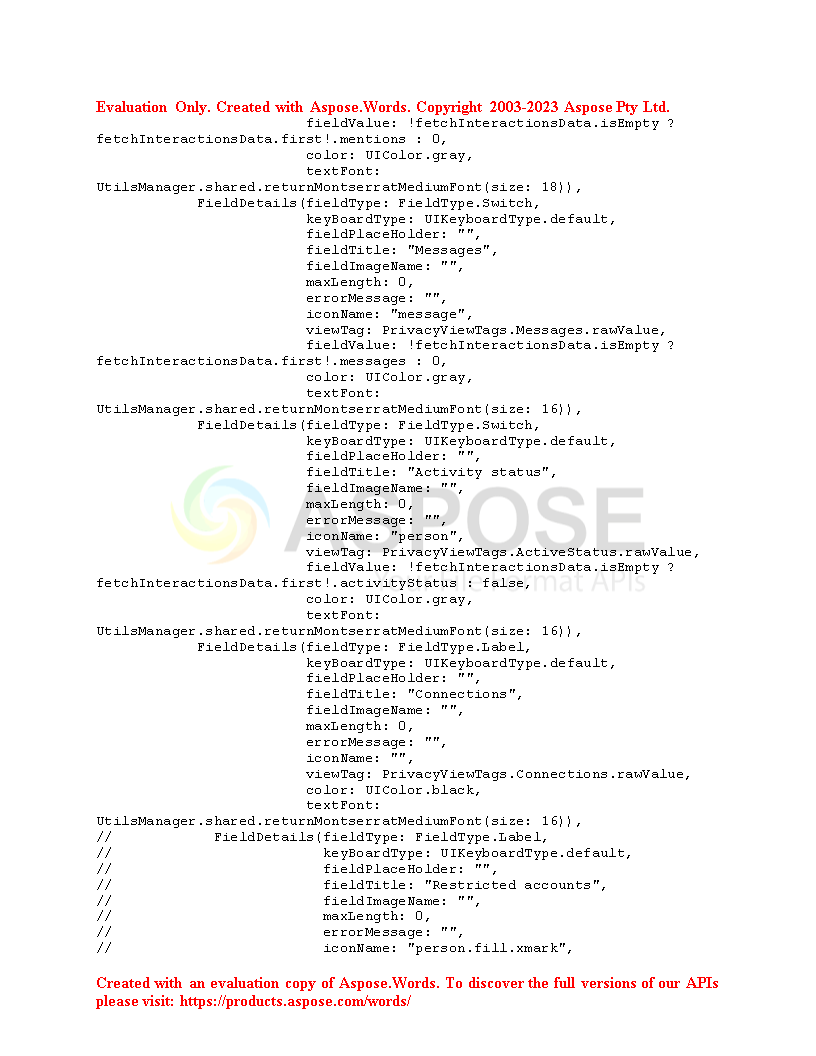 Evaluation Only. Created with Aspose.Words. Copyright 2003-2023 Aspose Pty Ltd.
                         fieldValue: !fetchInteractionsData.isEmpty ?
fetchInteractionsData.first!.mentions : 0,
                         color: UIColor.gray,
                         textFont:
UtilsManager.shared.returnMontserratMediumFont(size: 18)),
            FieldDetails(fieldType: FieldType.Switch,
                         keyBoardType: UIKeyboardType.default,
                         fieldPlaceHolder: "",
                         fieldTitle: "Messages",
                         fieldImageName: "",
                         maxLength: 0,
                         errorMessage: "",
                         iconName: "message",
                         viewTag: PrivacyViewTags.Messages.rawValue,
                         fieldValue: !fetchInteractionsData.isEmpty ?
fetchInteractionsData.first!.messages : 0,
                         color: UIColor.gray,
                         textFont:
UtilsManager.shared.returnMontserratMediumFont(size: 16)),
            FieldDetails(fieldType: FieldType.Switch,
                         keyBoardType: UIKeyboardType.default,
                         fieldPlaceHolder: "",
                         fieldTitle: "Activity status",
                         fieldImageName: "",
                         maxLength: 0,
                         errorMessage: "",
                         iconName: "person",
                         viewTag: PrivacyViewTags.ActiveStatus.rawValue,
                         fieldValue: !fetchInteractionsData.isEmpty ?
fetchInteractionsData.first!.activityStatus : false,
                         color: UIColor.gray,
                         textFont:
UtilsManager.shared.returnMontserratMediumFont(size: 16)),
            FieldDetails(fieldType: FieldType.Label,
                         keyBoardType: UIKeyboardType.default,
                         fieldPlaceHolder: "",
                         fieldTitle: "Connections",
                         fieldImageName: "",
                         maxLength: 0,
                         errorMessage: "",
                         iconName: "",
                         viewTag: PrivacyViewTags.Connections.rawValue,
                         color: UIColor.black,
                         textFont:
UtilsManager.shared.returnMontserratMediumFont(size: 16)),
//            FieldDetails(fieldType: FieldType.Label,
//                         keyBoardType: UIKeyboardType.default,
//                         fieldPlaceHolder: "",
//                         fieldTitle: "Restricted accounts",
//                         fieldImageName: "",
//                         maxLength: 0,
//                         errorMessage: "",
//                         iconName: "person.fill.xmark",
ASPOSE
Created with an evaluation copy of Aspose.Words. To discover the full versions of our APIs
please visit: https://products.aspose.com/words/